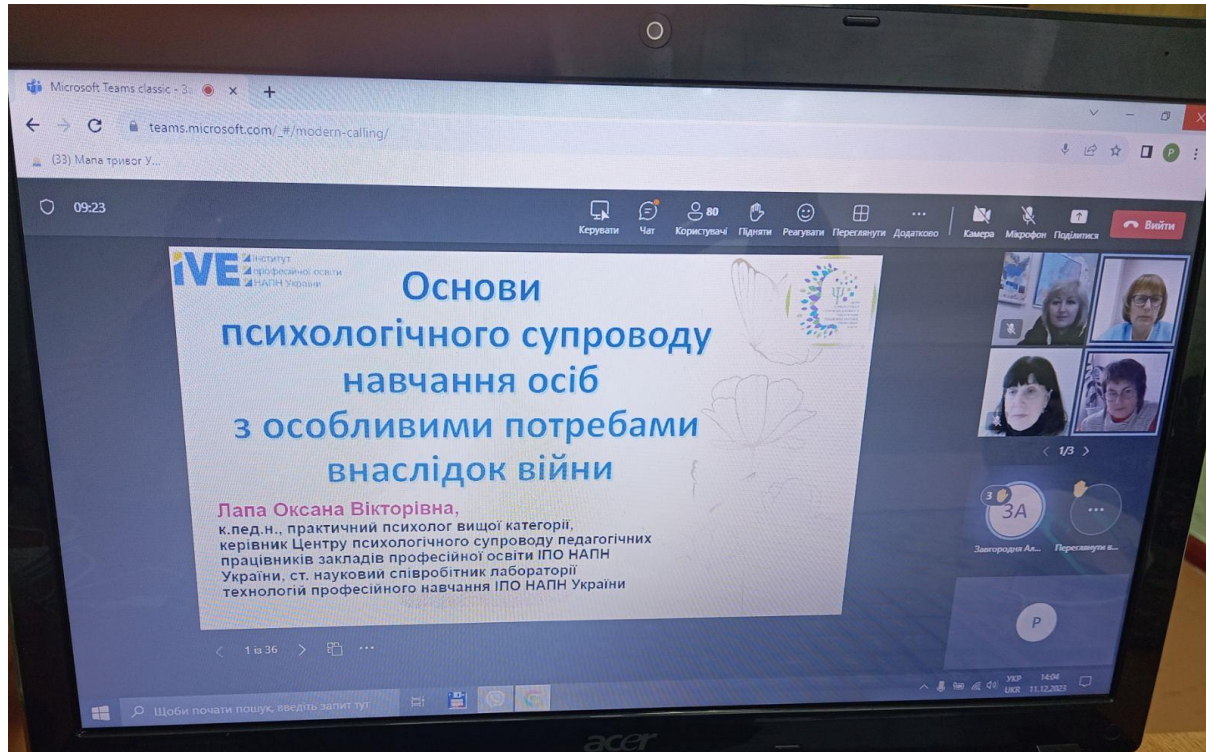 Microsoft Teams classic - З
teams.microsoft.com/_#/modern-calling/
(33) Мапа тривог У...
09:23
Керувати
Чат
80
Користувачі
Підняти
Реагувати
Переглянути
Додатково
Камера
Мікрофон
Поділитися
Вийти
iVE
Інститут
професійної освіти
НАПН України
Основи
психологічного супроводу
навчання осіб
з особливими потребами
внаслідок війни
Лапа Оксана Вікторівна,
к.пед.н., практичний психолог вищої категорії,
керівник Центру психологічного супроводу педагогічних
працівників закладів професійної освіти ІПО НАПН
України, ст. науковий співробітник лабораторії
технологій професійного навчання ІПО НАПН України
1/3
3
ЗА
Завгородня Ал...
Переглянути в...
P
1 із 36
Щоби почати пошук, введіть запит тут
УКР
UKR
14:04
11.12.2023
acer